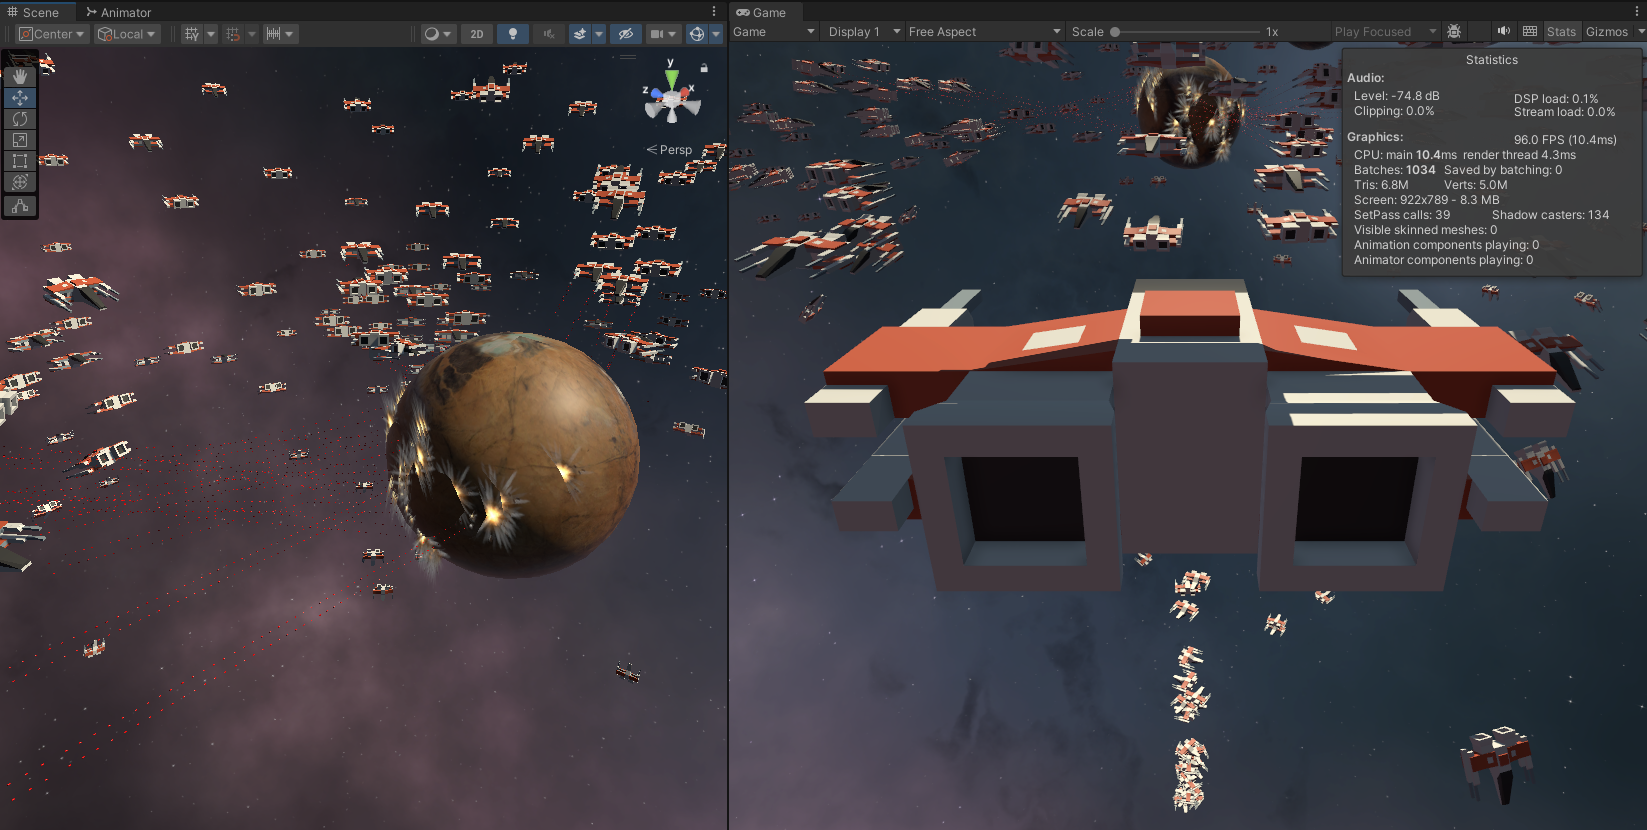 Scene
Animator
Center
Local
2D
y
z
x
Persp
Game
Game
Display 1
Free Aspect
Scale
1x
Play Focused
Stats
Gizmos
Statistics
Audio:
Level: -74.8 dB
DSP load: 0.1%
Clipping: 0.0%
Stream load: 0.0%
Graphics:
96.0 FPS (10.4ms)
CPU: main 10.4ms render thread 4.3ms
Batches: 1034 Saved by batching: 0
Tris: 6.8M Verts: 5.0M
Screen: 922x789 - 8.3 MB
SetPass calls: 39 Shadow casters: 134
Visible skinned meshes: 0
Animation components playing: 0
Animator components playing: 0